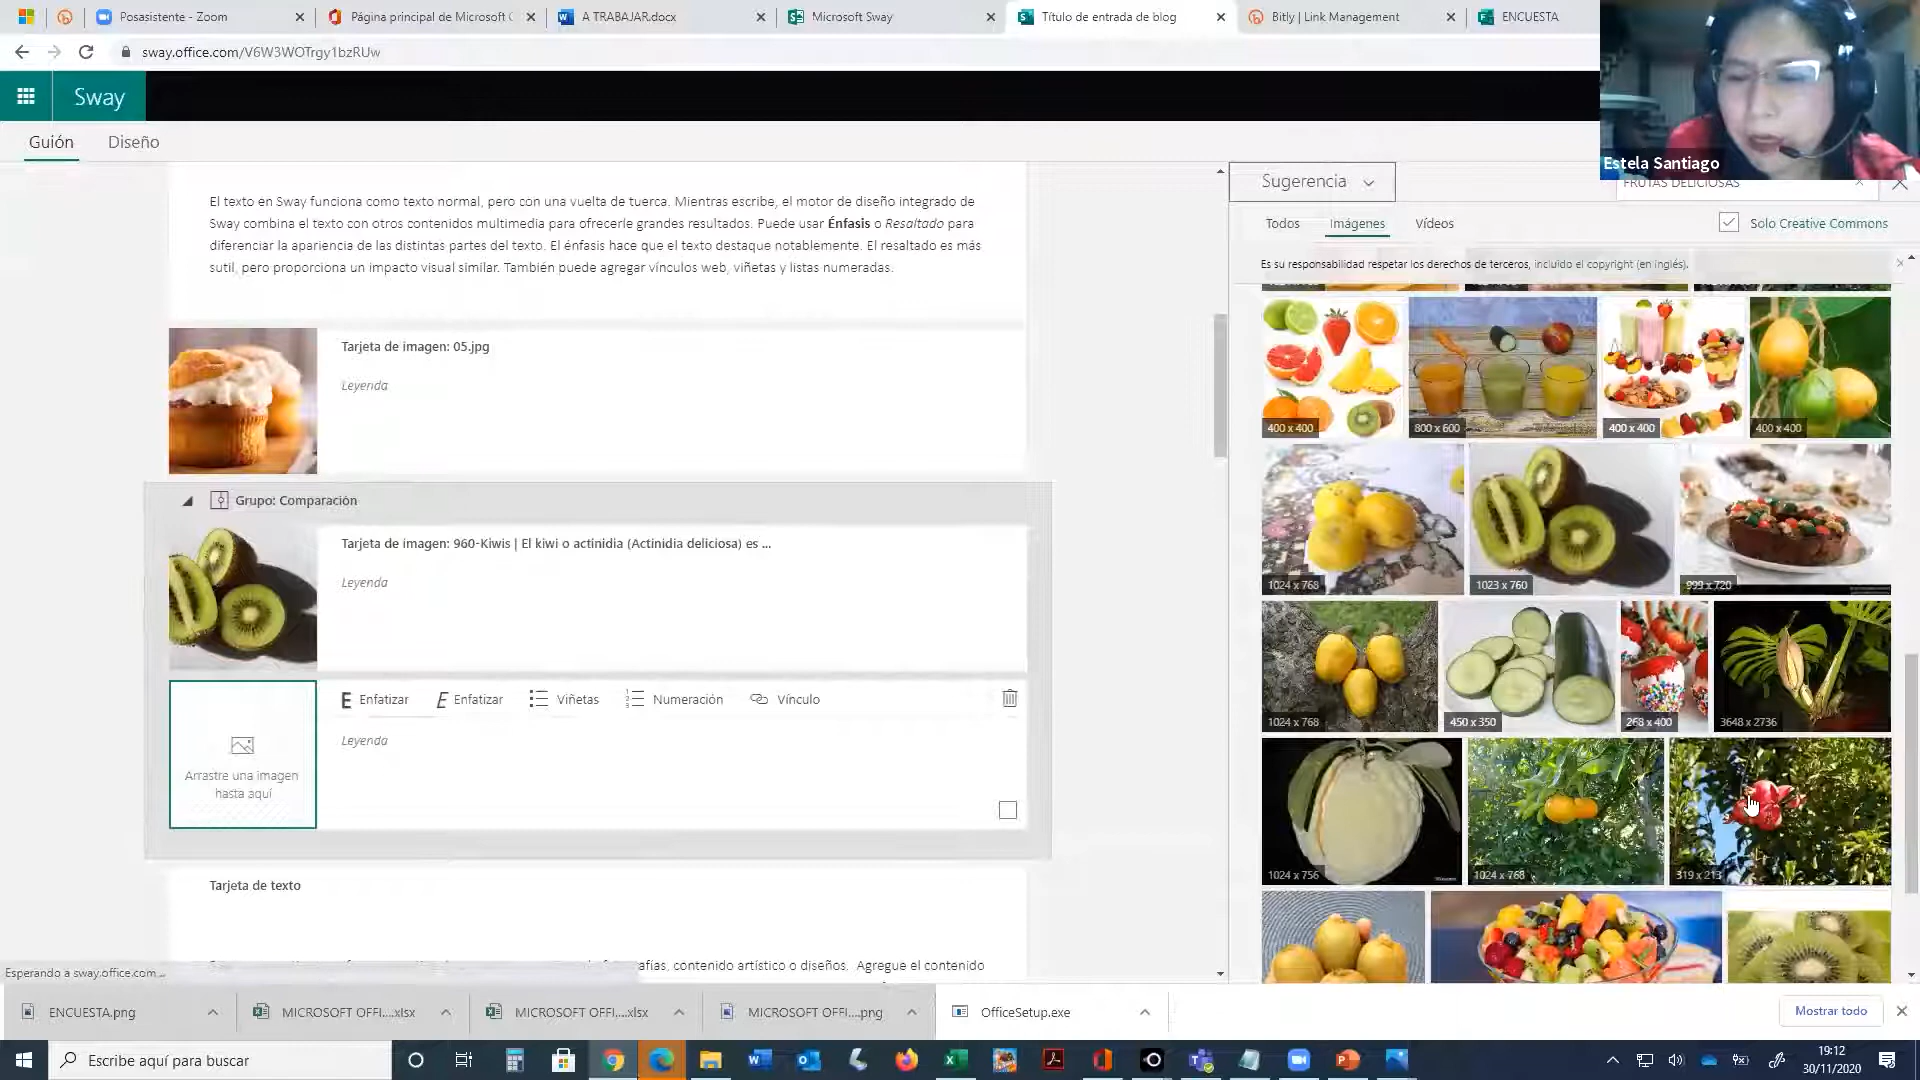 Posasistente - Zoom
Página principal de Microsoft
A TRABAJAR.docx
Microsoft Sway
Título de entrada de blog
Bitly | Link Management
ENCUESTA
sway.office.com/V6W3WOTrgy1bzRUw
Sway
Estela Santiago
Guión
Diseño
Sugerencia
FRUTAS DELICIOSAS
Todos
Imágenes
Vídeos
Solo Creative Commons
Es su responsabilidad respetar los derechos de terceros, incluido el copyright (en inglés).
El texto en Sway funciona como texto normal, pero con una vuelta de tuerca. Mientras escribe, el motor de diseño integrado de
Sway combina el texto con otros contenidos multimedia para ofrecerle grandes resultados. Puede usar Énfasis o Resaltado para
diferenciar la apariencia de las distintas partes del texto. El énfasis hace que el texto destaque notablemente. El resaltado es más
sutil, pero proporciona un impacto visual similar. También puede agregar vínculos web, viñetas y listas numeradas.
Tarjeta de imagen: 05.jpg
Leyenda
Grupo: Comparación
Tarjeta de imagen: 960-Kiwis | El kiwi o actinidia (Actinidia deliciosa) es ...
Leyenda
E Enfatizar
E Enfatizar
Viñetas
Numeración
Vínculo
Leyenda
Arrastre una imagen
hasta aquí
Tarjeta de texto
afías, contenido artístico o diseños. Agregue el contenido
400 x 400
800 x 600
400 x 400
400 x 400
1024 x 768
1023 x 760
999 x 720
1024 x 768
450 x 350
268 x 400
3648 x 2736
1024 x 756
1024 x 768
319 x 213
Esperando a sway.office.com...
ENCUESTA.png
MICROSOFT OFFI....xlsx
MICROSOFT OFFI....xlsx
MICROSOFT OFFI....png
OfficeSetup.exe
Mostrar todo
Escribe aquí para buscar
19:12
30/11/2020